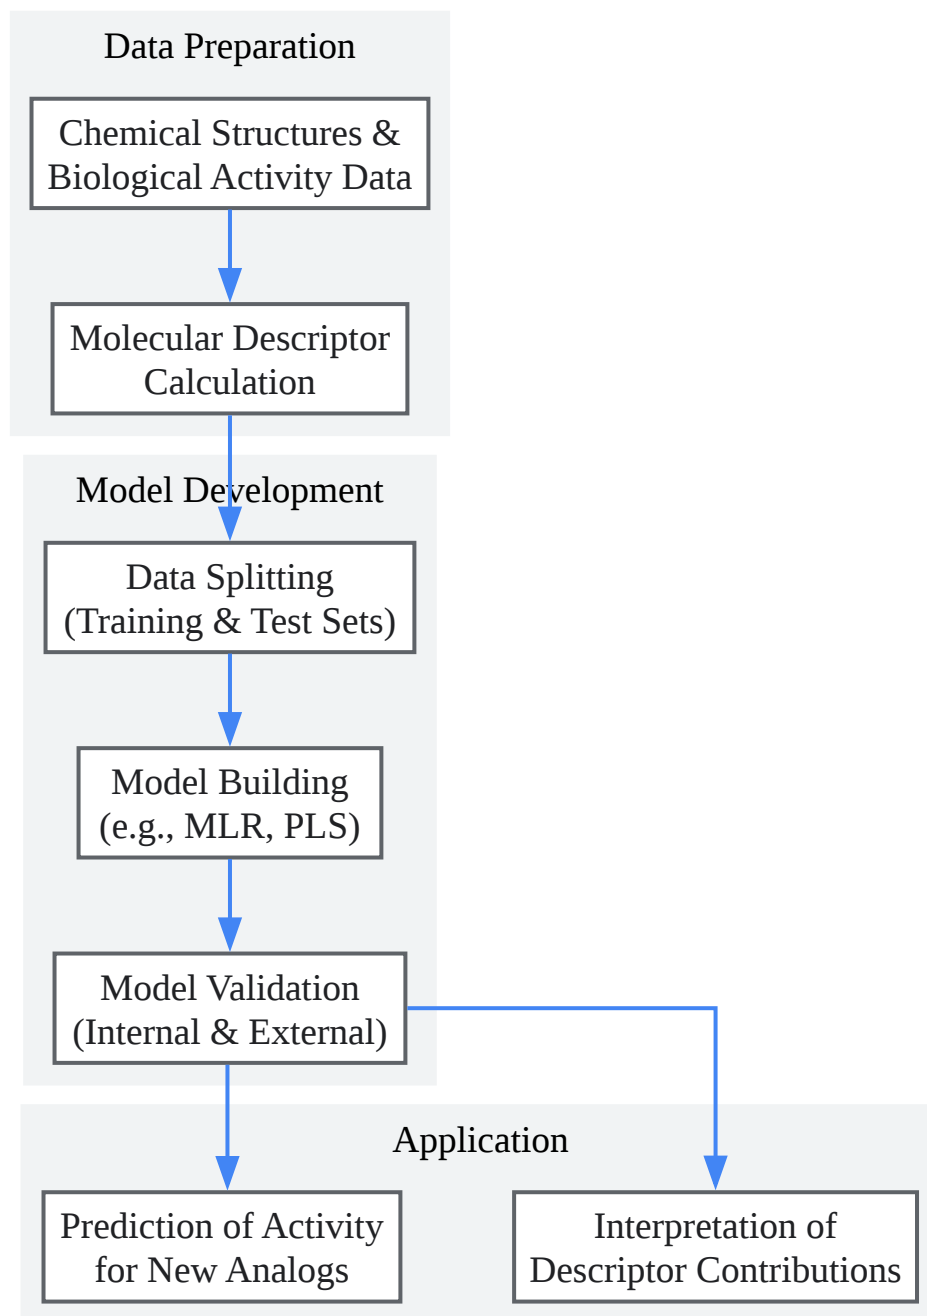 Data Preparation
Chemical Structures &
Biological Activity Data
Molecular Descriptor
Calculation
Model Development
Data Splitting
(Training & Test Sets)
Model Building
(e.g., MLR, PLS)
Model Validation
(Internal & External)
Application
Prediction of Activity
for New Analogs
Interpretation of
Descriptor Contributions